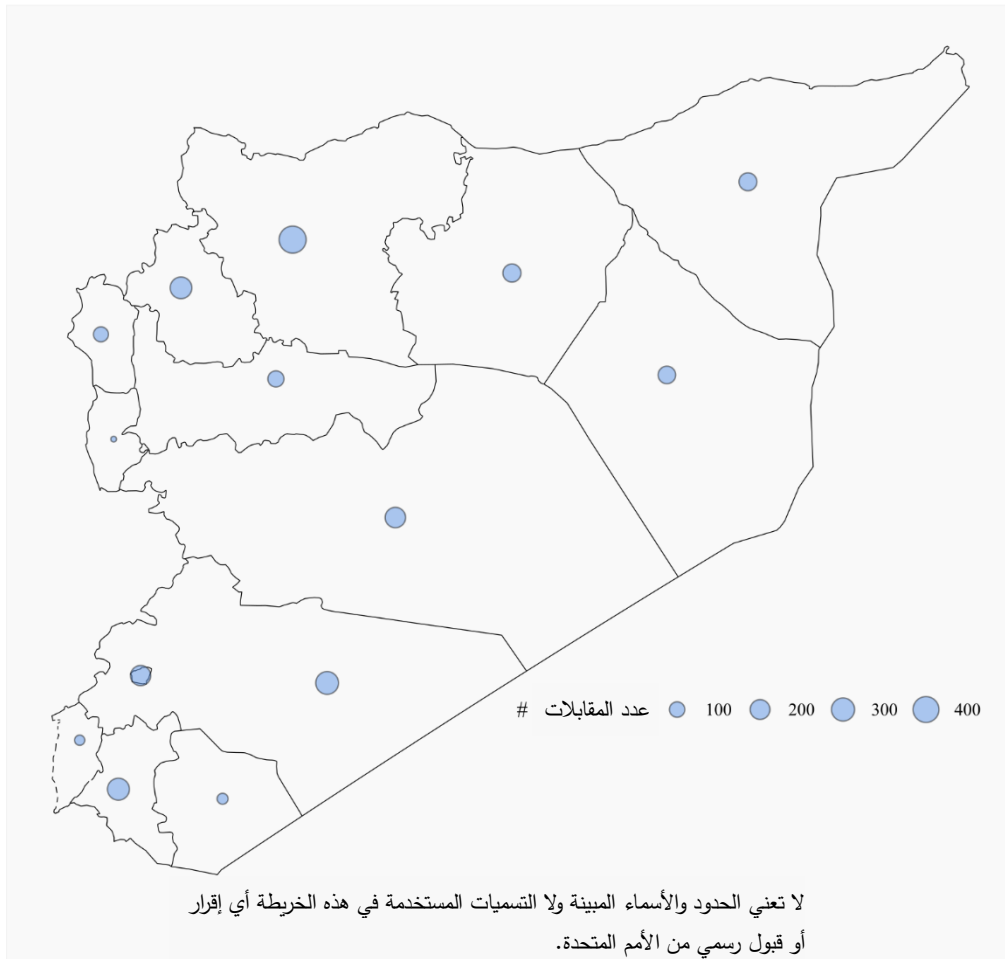 عدد المقابلات # 100 200 300 400
لا تعني الحدود والأسماء المبينة ولا التسميات المستخدمة في هذه الخريطة أي إقرار
أو قبول رسمي من الأمم المتحدة.